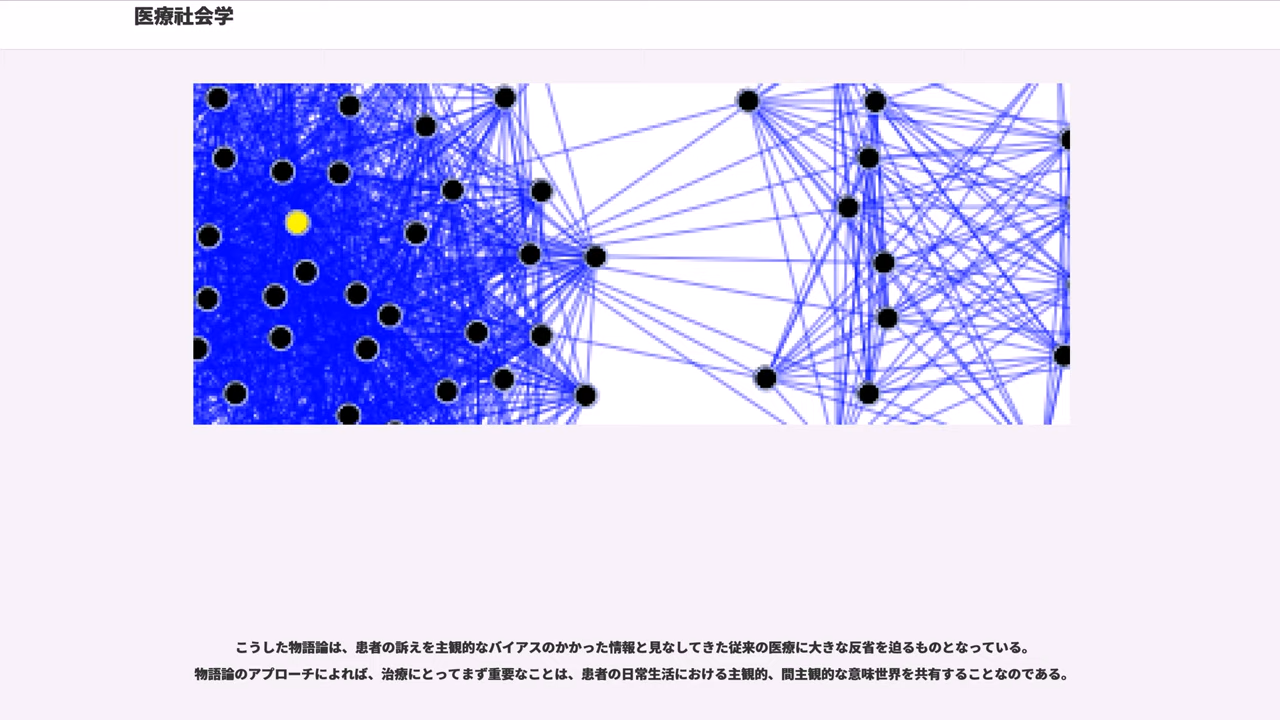 医療社会学
こうした物語論は、患者の訴えを主観的なバイアスのかかった情報と見なしてきた従来の医療に大きな反省を迫るものとなっている。
物語論のアプローチによれば、治療にとってまず重要なことは、患者の日常生活における主観的、間主観的な意味世界を共有することなのである。